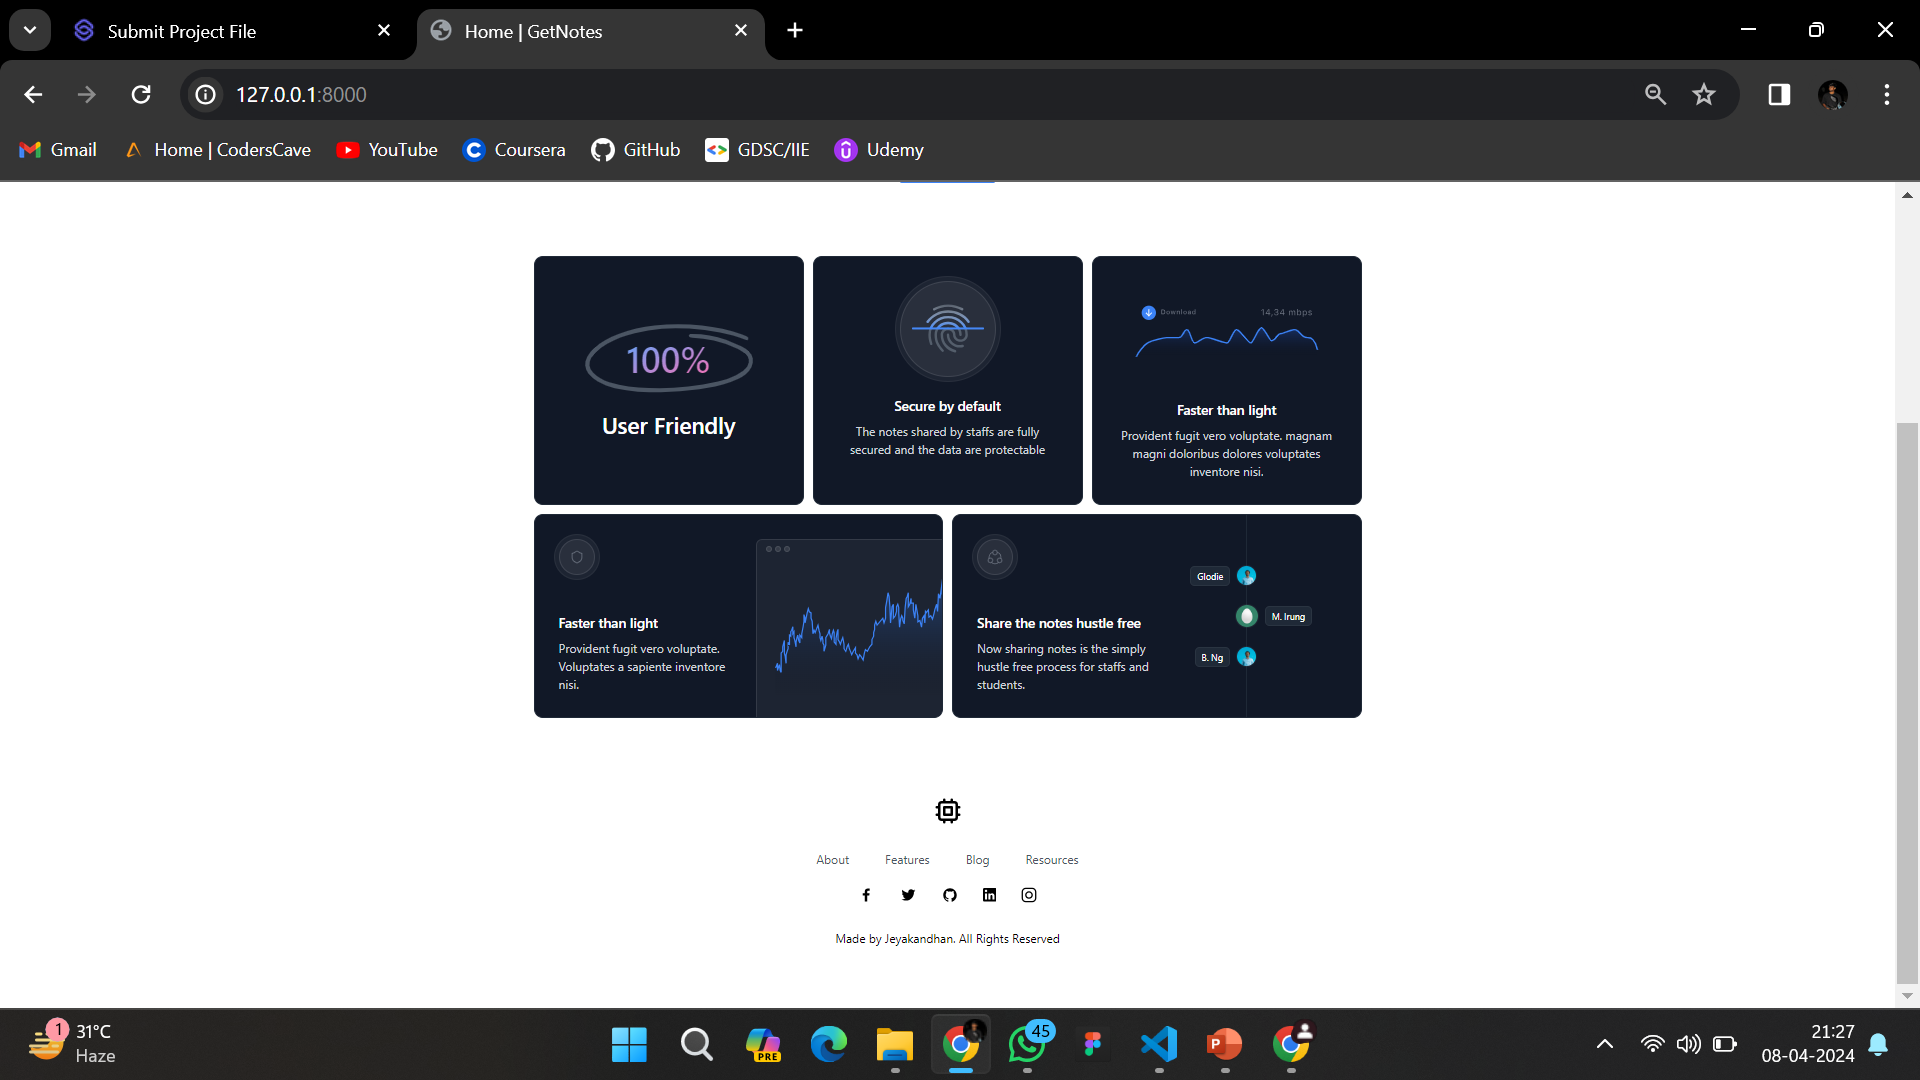 Submit Project File
Home | GetNotes
127.0.0.1:8000
Gmail
Home | CodersCave
YouTube
Coursera
GitHub
GDSC/IIE
Udemy
100%
User Friendly
Secure by default
The notes shared by staffs are fully
secured and the data are protectable
Download
14,34 mbps
Faster than light
Provident fugit vero voluptate. magnam
magni doloribus dolores voluptates
inventore nisi.
Faster than light
Provident fugit vero voluptate.
Voluptates a sapiente inventore
nisi.
Share the notes hustle free
Now sharing notes is the simply
hustle free process for staffs and
students.
Glodie
M. Irung
B. Ng
About
Features
Blog
Resources
Made by Jeyakandhan. All Rights Reserved
1
31°C
Haze
PRE
45
P
21:27
08-04-2024